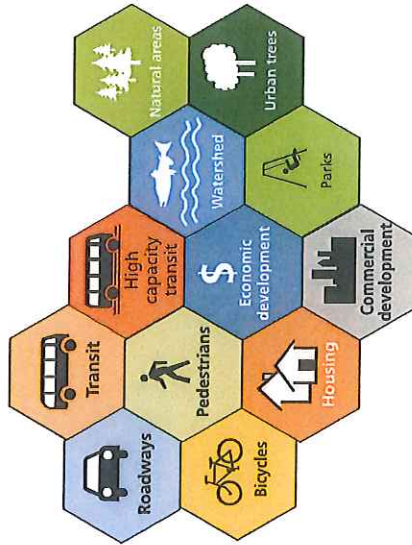 Roadways
Bicycles
Transit
Pedestrians
Housing
High
capacity
transit
$
Economic
development
Commercial
development
Watershed
Parks
Natural areas
Urban trees